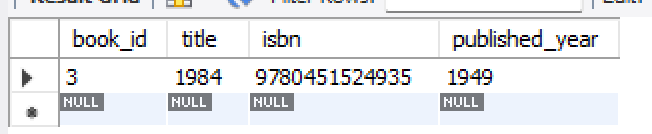 book_id title isbn published_year
3 1984 9780451524935 1949
NULL NULL NULL NULL